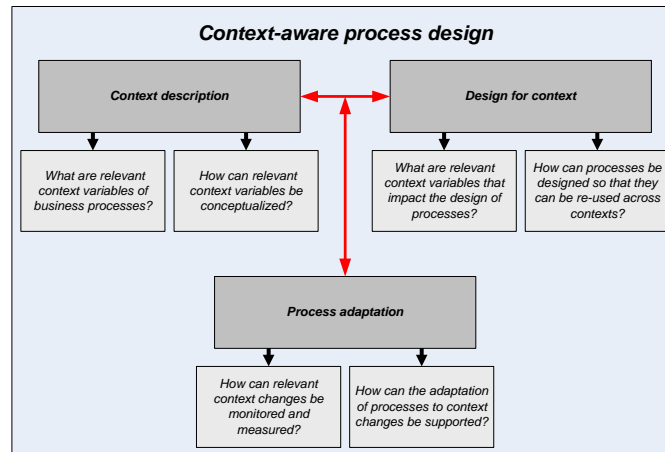 Context-aware process design
Context description
Design for context
What are relevant
context variables of
business processes?
How can relevant
context variables be
conceptualized?
What are relevant
context variables that
impact the design of
processes?
How can processes be
designed so that they
can be re-used across
contexts?
Process adaptation
How can relevant
context changes be
monitored and
measured?
How can the adaptation
of processes to context
changes be supported?